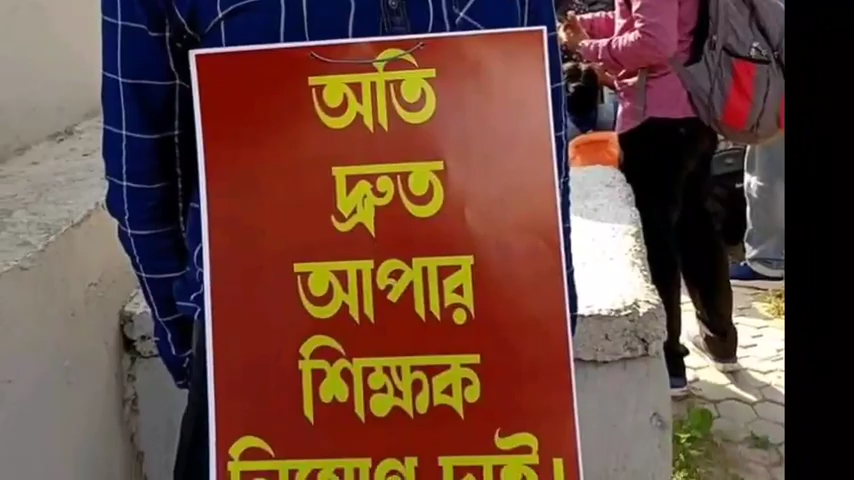 অতি
দ্রুত
আপার
শিক্ষক
নিয়োগ চাই।